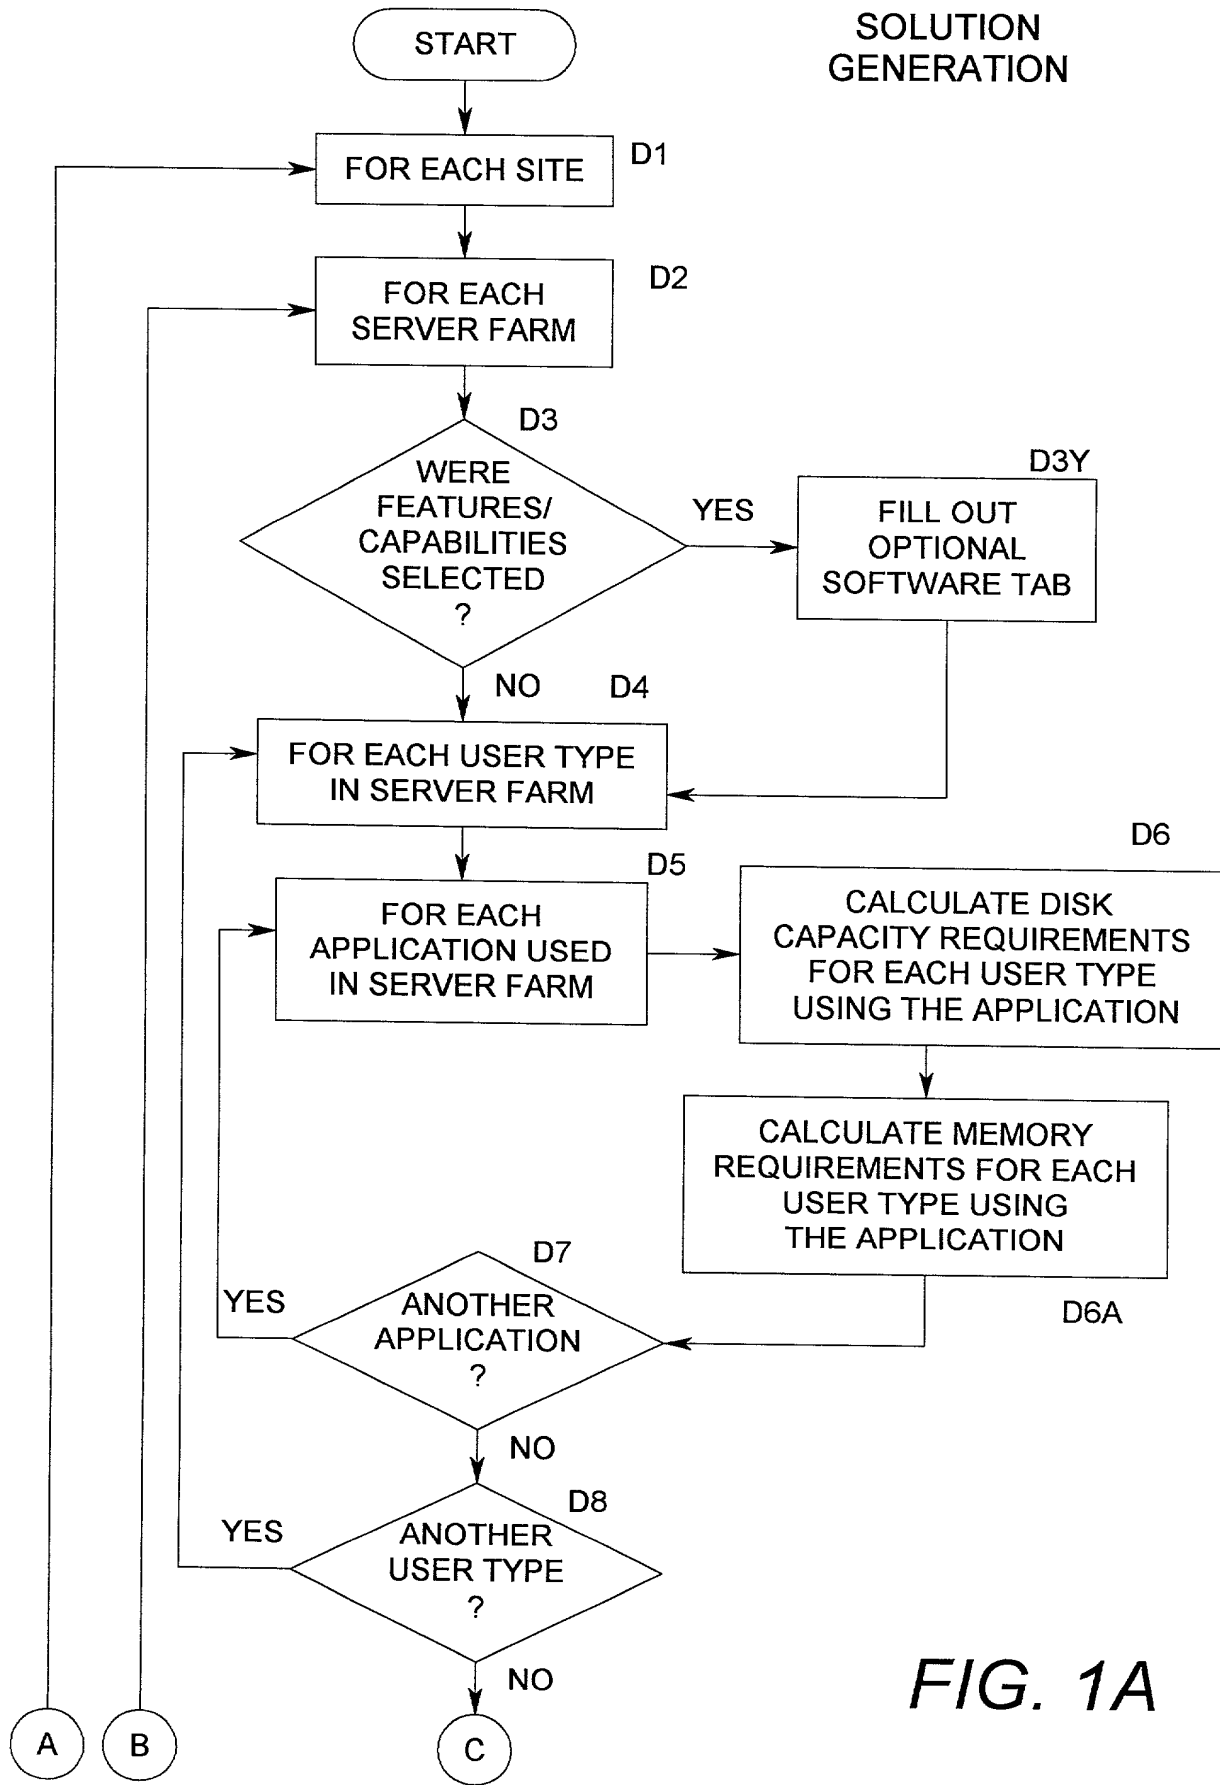 START
SOLUTION
GENERATION
FOR EACH SITE
D1
FOR EACH
SERVER FARM
D2
D3
WERE
FEATURES/
CAPABILITIES
SELECTED
?
YES
D3Y
FILL OUT
OPTIONAL
SOFTWARE TAB
NO
D4
FOR EACH USER TYPE
IN SERVER FARM
D5
FOR EACH
APPLICATION USED
IN SERVER FARM
D6
CALCULATE DISK
CAPACITY REQUIREMENTS
FOR EACH USER TYPE
USING THE APPLICATION
CALCULATE MEMORY
REQUIREMENTS FOR EACH
USER TYPE USING
THE APPLICATION
D6A
D7
YES
ANOTHER
APPLICATION
?
NO
D8
YES
ANOTHER
USER TYPE
?
NO
A
B
C
FIG. 1A